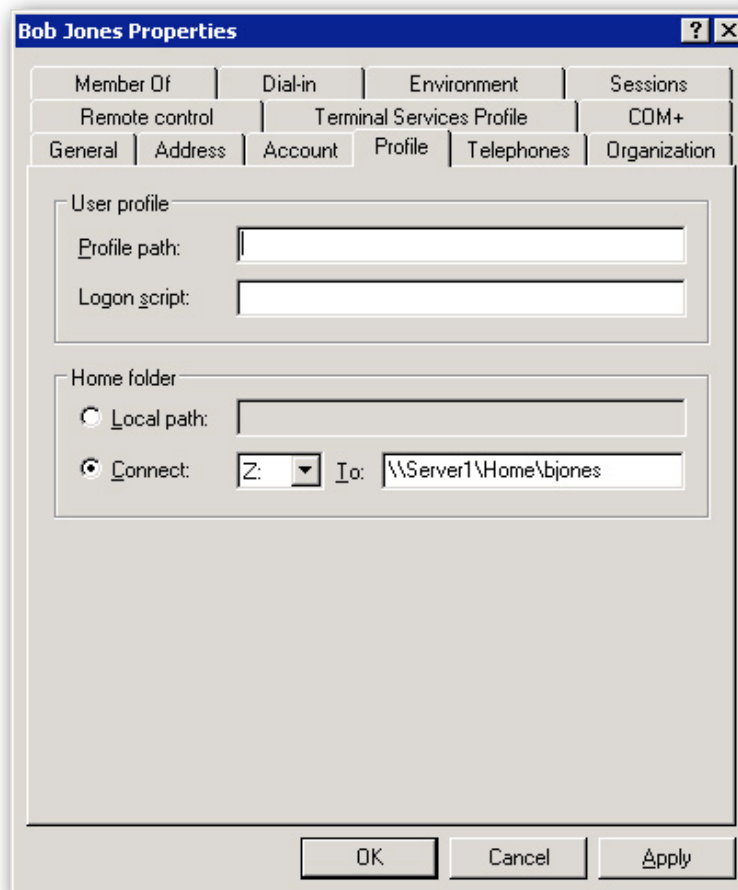 Bob Jones Properties
Member Of Dial-in Environment Sessions
Remote control Terminal Services Profile COM+
General Address Account Profile Telephones Organization
User profile
Profile path:
Logon script:
Home folder
Local path:
Connect: Z: To: \\Server1\Home\bjones
OK Cancel Apply